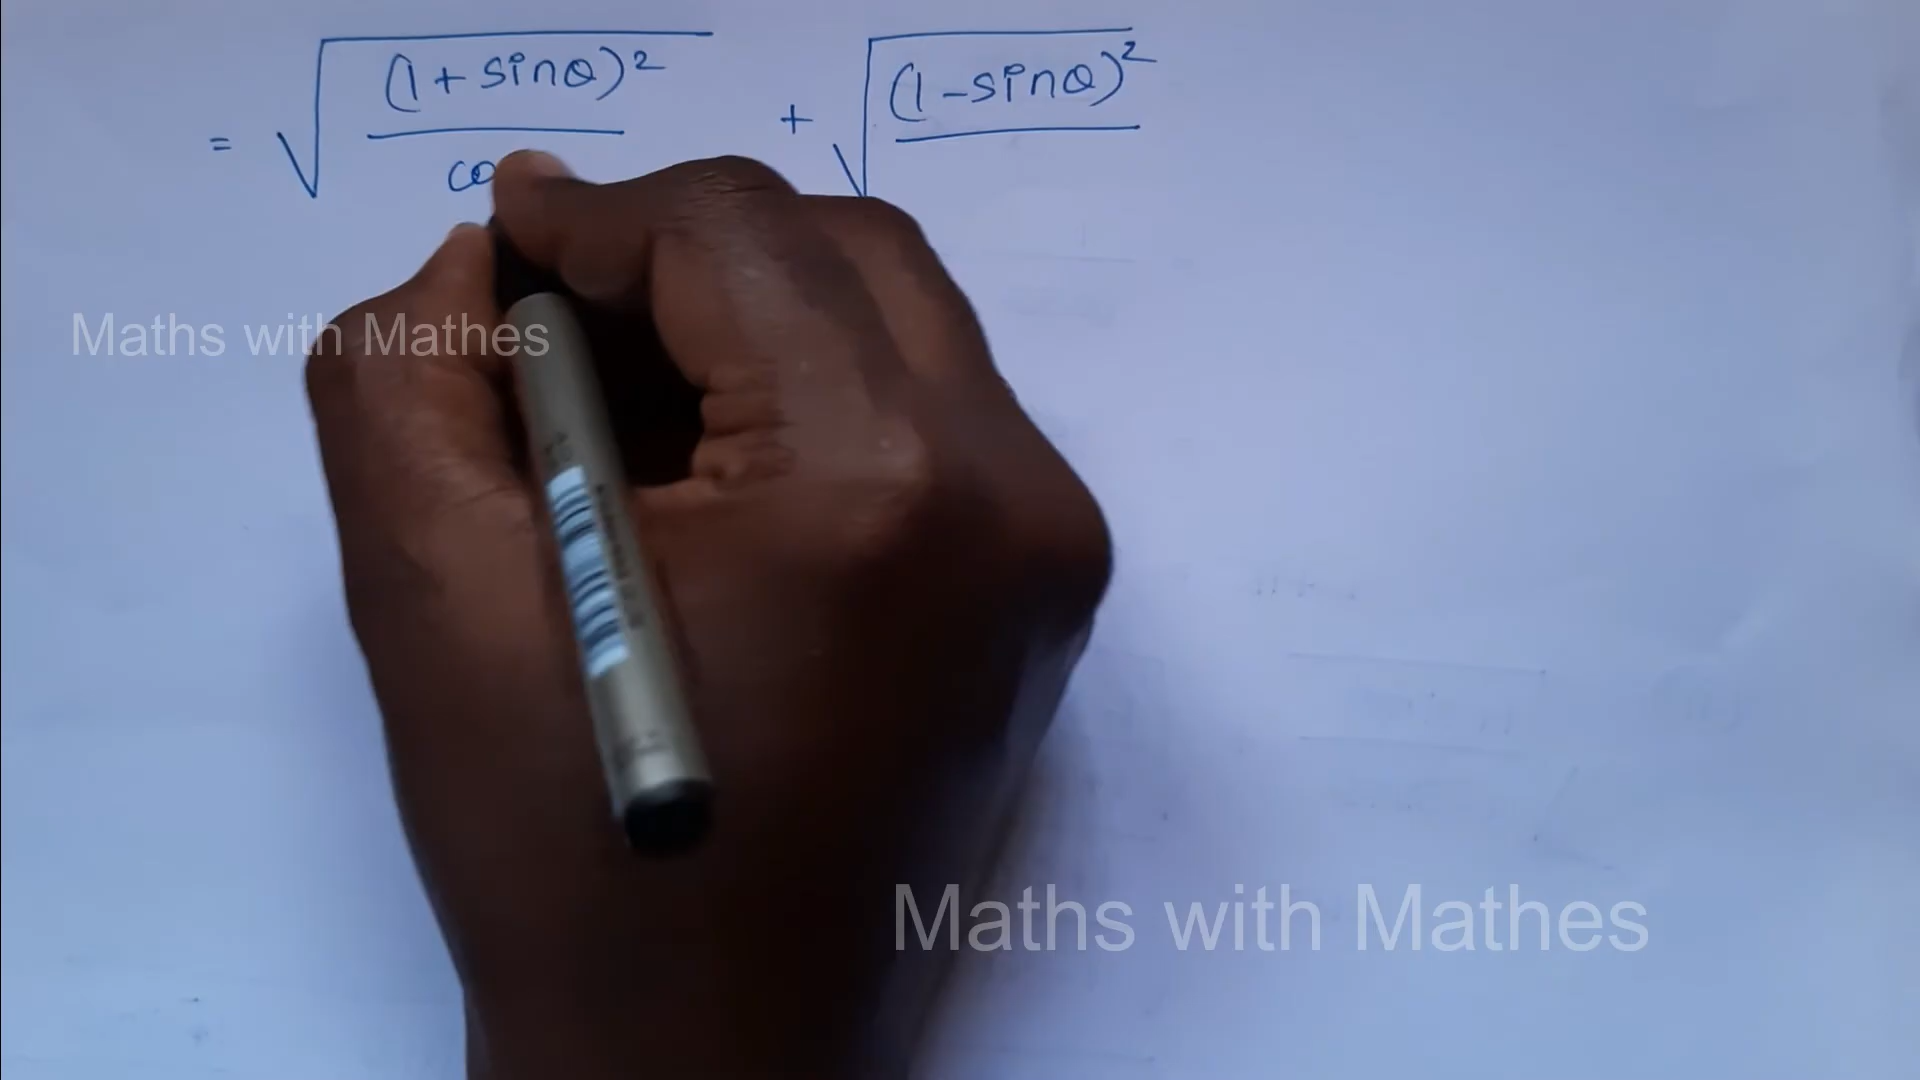 = √(1+sinθ)² / co + √(1-sinθ)²
Maths with Mathes
Maths with Mathes